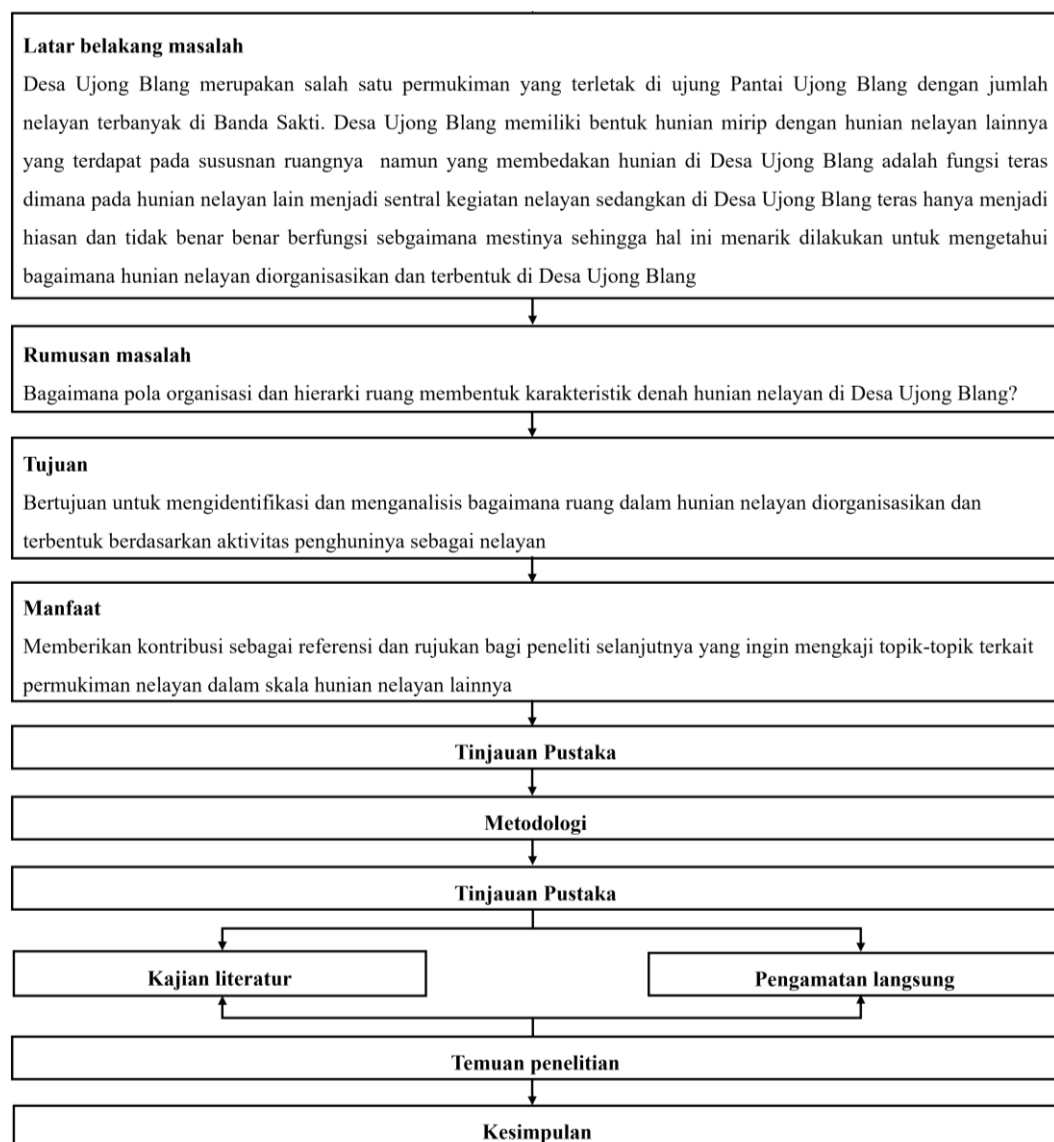 Latar belakang masalah
Desa Ujong Blang merupakan salah satu permukiman yang terletak di ujung Pantai Ujong Blang dengan jumlah
nelayan terbanyak di Banda Sakti. Desa Ujong Blang memiliki bentuk hunian mirip dengan hunian nelayan lainnya
yang terdapat pada sususnan ruangnya namun yang membedakan hunian di Desa Ujong Blang adalah fungsi teras
dimana pada hunian nelayan lain menjadi sentral kegiatan nelayan sedangkan di Desa Ujong Blang teras hanya menjadi
hiasan dan tidak benar benar berfungsi sebgaimana mestinya sehingga hal ini menarik dilakukan untuk mengetahui
bagaimana hunian nelayan diorganisasikan dan terbentuk di Desa Ujong Blang
Rumusan masalah
Bagaimana pola organisasi dan hierarki ruang membentuk karakteristik denah hunian nelayan di Desa Ujong Blang?
Tujuan
Bertujuan untuk mengidentifikasi dan menganalisis bagaimana ruang dalam hunian nelayan diorganisasikan dan
terbentuk berdasarkan aktivitas penghuninya sebagai nelayan
Manfaat
Memberikan kontribusi sebagai referensi dan rujukan bagi peneliti selanjutnya yang ingin mengkaji topik-topik terkait
permukiman nelayan dalam skala hunian nelayan lainnya
Tinjauan Pustaka
Metodologi
Tinjauan Pustaka
Kajian literatur
Pengamatan langsung
Temuan penelitian
Kesimpulan